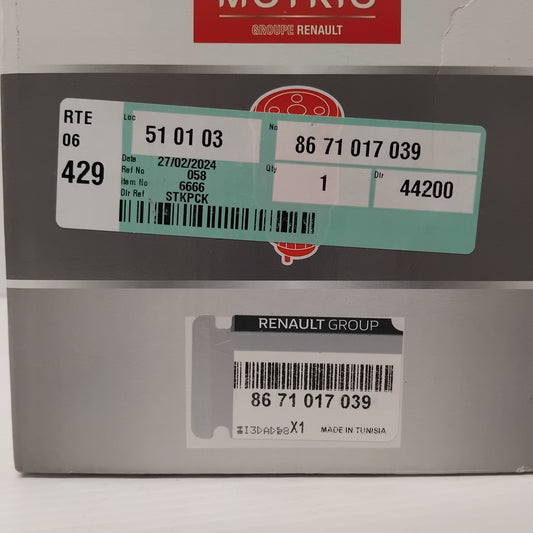 MOTRIO
GROUPE RENAULT
RTE
06
429
Loc
51 01 03
No
86 71 017 039
Date 27/02/2024
Ref No 058
Item No 6666
Dlr Ref STKPCK
Qty
1
Dlr
44200
RENAULT GROUP
86 71 017 039
X1 MADE IN TUNISIA